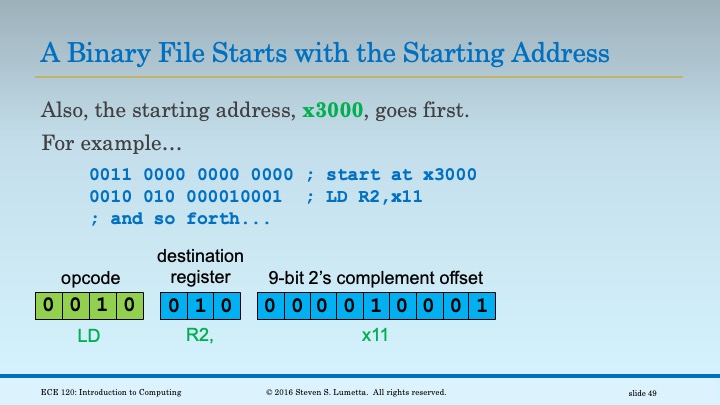 A Binary File Starts with the Starting Address
Also, the starting address, x3000, goes first.
For example…
0011 0000 0000 0000 ; start at x3000
0010 010 000010001 ; LD R2,x11
; and so forth...
opcode
destination
register
9-bit 2’s complement offset
0 0 1 0
0 1 0
0 0 0 0 1 0 0 0 1
LD
R2,
x11
ECE 120: Introduction to Computing
© 2016 Steven S. Lumetta. All rights reserved.
slide 49